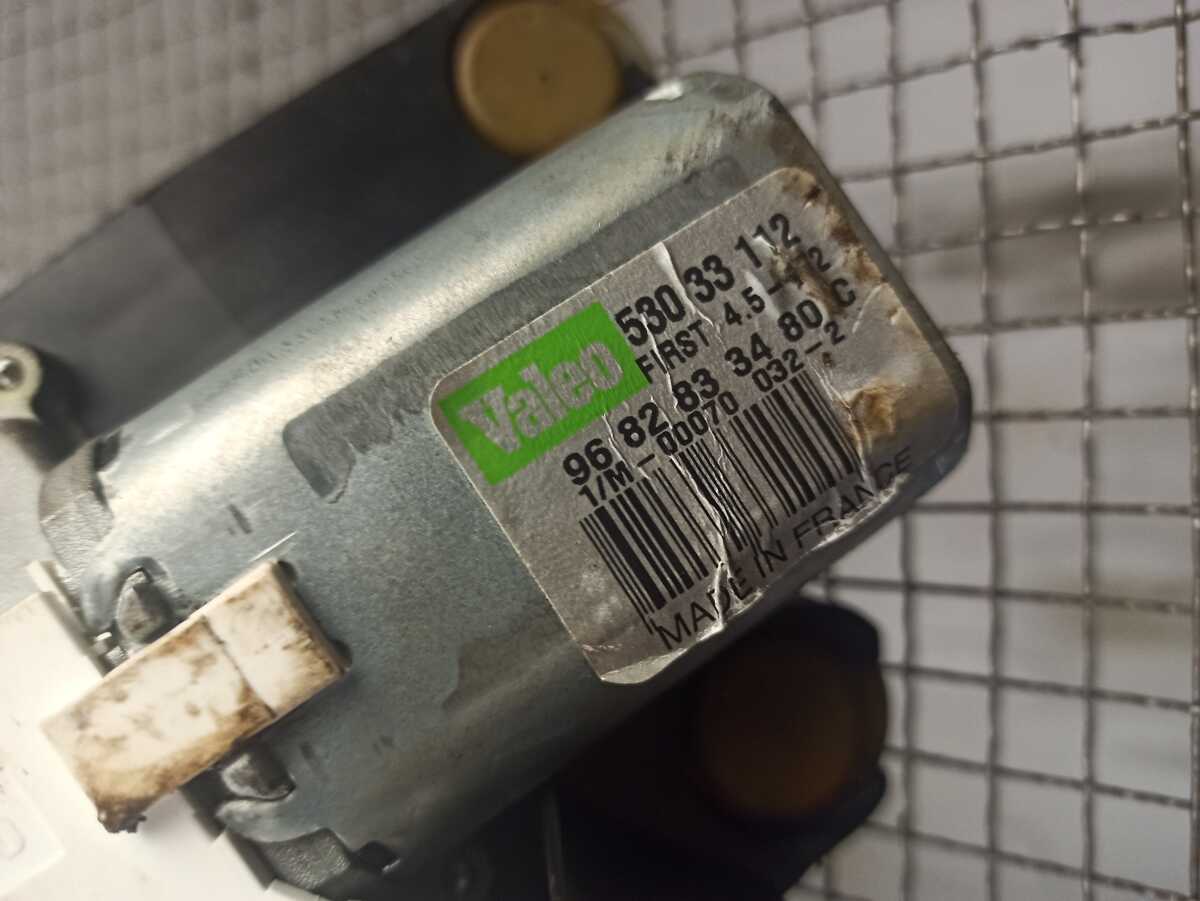 Valeo
530 33 112
FIRST 4.5-12
96 82 83 34 80 C
1/M-00070 032-2
MADE IN FRANCE